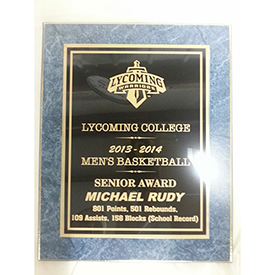 LYCOMING
WARRIORS
LYCOMING COLLEGE
2013 - 2014
MEN'S BASKETBALL
SENIOR AWARD
MICHAEL RUDY
801 Points, 501 Rebounds,
109 Assists, 158 Blocks (School Record)